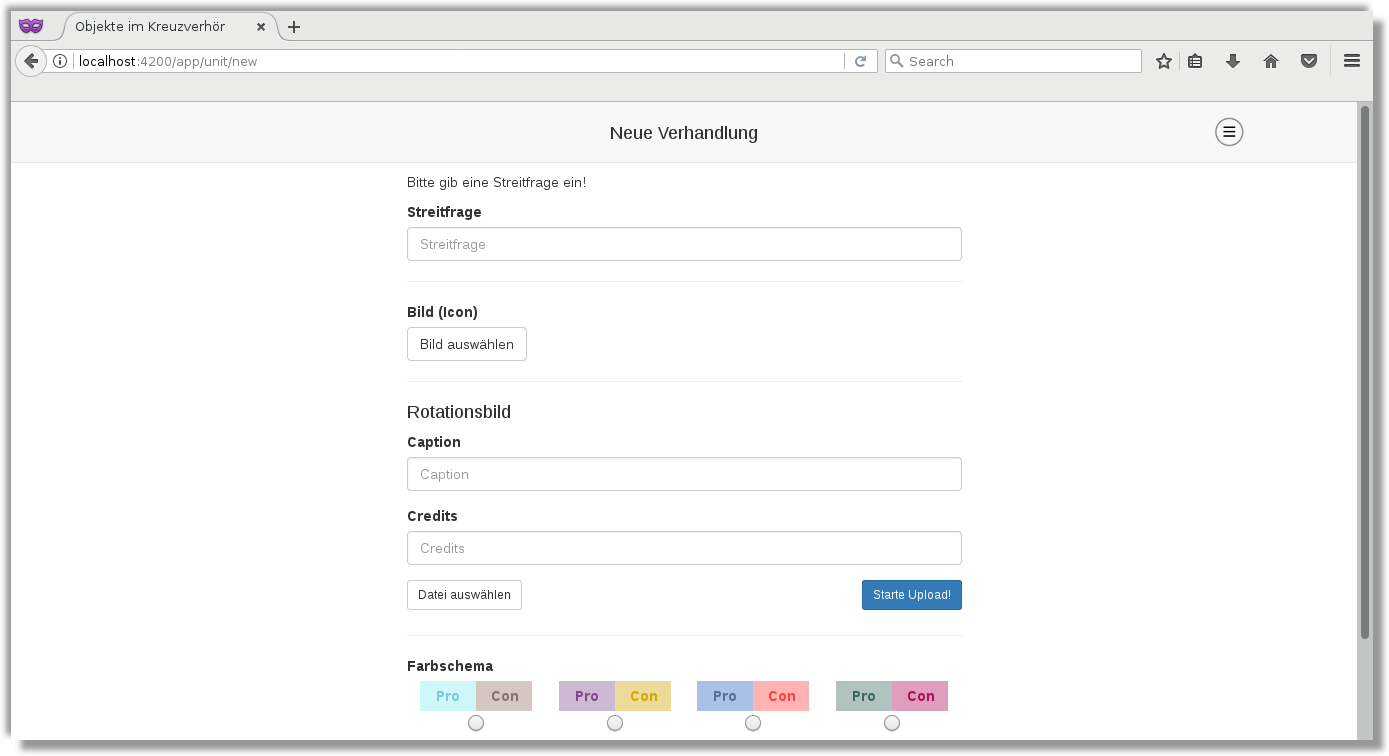 Objekte im Kreuzverhör
localhost:4200/app/unit/new
Search
Neue Verhandlung
Bitte gib eine Streitfrage ein!
Streitfrage
Streitfrage
Bild (Icon)
Bild auswählen
Rotationsbild
Caption
Caption
Credits
Credits
Datei auswählen Starte Upload!
Farbschema
Pro Con Pro Con Pro Con Pro Con